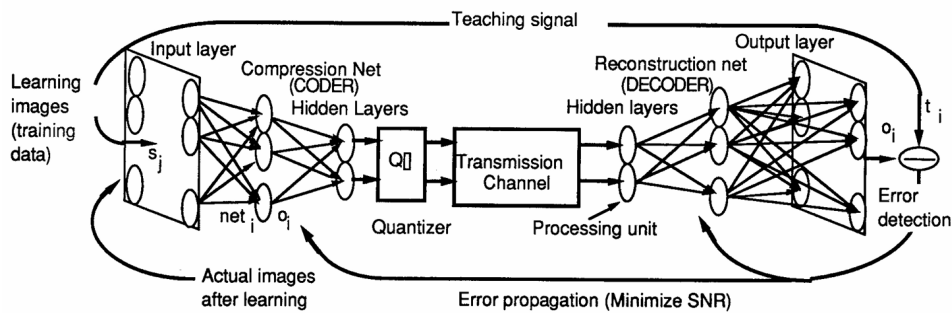 Teaching signal
Input layer
Output layer
Learning
images
(training
data)
Compression Net
(CODER)
Hidden Layers
Reconstruction net
(DECODER)
Hidden layers
s j
t i
o i
Q[]
Transmission
Channel
net i
o i
Quantizer
Processing unit
Error
detection
Actual images
after learning
Error propagation (Minimize SNR)